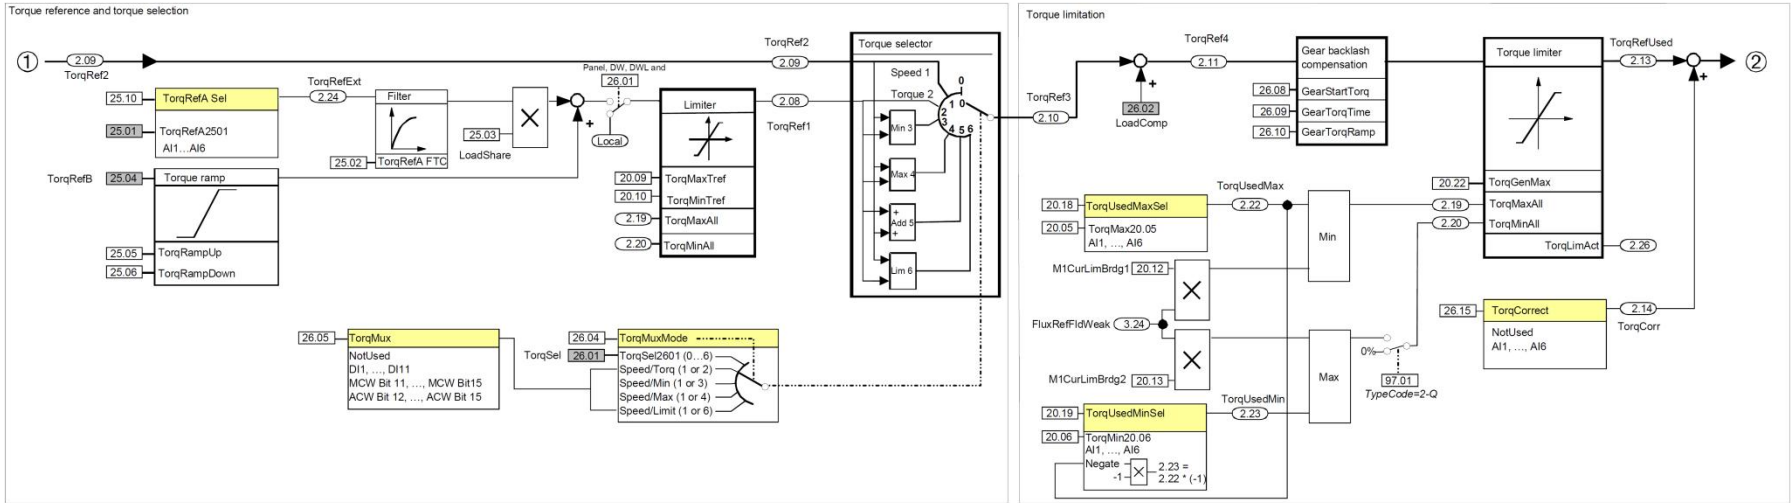 Torque reference and torque selection
1
2.09
TorqRef2
TorqRef2
2.09
25.10
TorqRefA Sel
25.01
TorqRefA2501
AI1…AI6
TorqRefExt
2.24
Filter
25.02
TorqRefA FTC
25.03
LoadShare
×
+
Panel, DW, DWL and
26.01
Local
Limiter
20.09
TorqMaxTref
20.10
TorqMinTref
2.19
TorqMaxAll
2.20
TorqMinAll
2.08
TorqRef1
TorqRefB
25.04
Torque ramp
25.05
TorqRampUp
25.06
TorqRampDown
Torque selector
Speed 1
Torque 2
0
0
1
2
3
4 5 6
Min 3
Max 4
+
Add 5
+
Lim 6
26.05
TorqMux
NotUsed
DI1, …, DI11
MCW Bit 11, …, MCW Bit15
ACW Bit 12, …, ACW Bit 15
26.04
TorqMuxMode
TorqSel
26.01
TorqSel2601 (0…6)
Speed/Torq (1 or 2)
Speed/Min (1 or 3)
Speed/Max (1 or 4)
Speed/Limit (1 or 6)
Torque limitation
TorqRef3
2.10
+
26.02
LoadComp
TorqRef4
2.11
Gear backlash
compensation
26.08
GearStartTorq
26.09
GearTorqTime
26.10
GearTorqRamp
Torque limiter
20.22
TorqGenMax
2.19
TorqMaxAll
2.20
TorqMinAll
TorqLimAct
2.26
TorqRefUsed
2.13
+
2
20.18
TorqUsedMaxSel
20.05
TorqMax20.05
AI1, …, AI6
TorqUsedMax
2.22
Min
M1CurLimBrdg1
20.12
×
FluxRefFldWeak
3.24
×
M1CurLimBrdg2
20.13
Max
0%
97.01
TypeCode=2-Q
26.15
TorqCorrect
NotUsed
AI1, …, AI6
2.14
TorqCorr
20.19
TorqUsedMinSel
20.06
TorqMin20.06
AI1, …, AI6
Negate
-1
×
2.23 =
2.22 * (-1)
TorqUsedMin
2.23